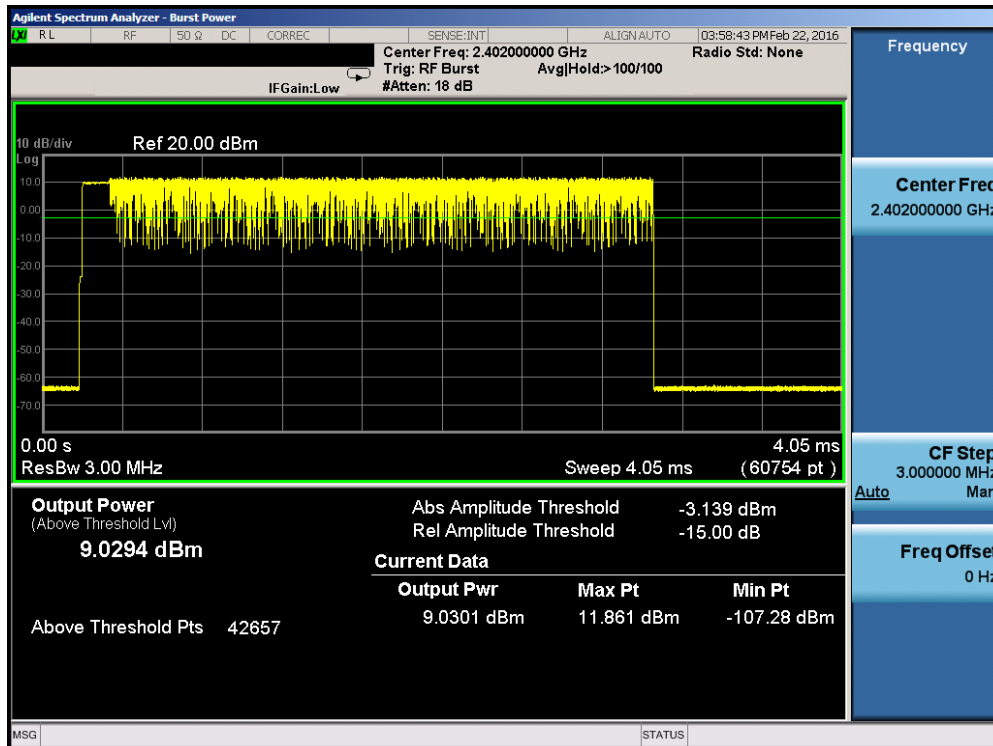 Agilent Spectrum Analyzer - Burst Power
LXI RL RF 50 Ω DC CORREC SENSE:INT ALIGN AUTO 03:58:43 PM Feb 22, 2016
Center Freq: 2.402000000 GHz Radio Std: None
Trig: RF Burst Avg|Hold:>100/100
IFGain:Low #Atten: 18 dB
10 dB/div Ref 20.00 dBm
Log
10.0
0.00
-10.0
-20.0
-30.0
-40.0
-50.0
-60.0
-70.0
0.00 s 4.05 ms
ResBw 3.00 MHz Sweep 4.05 ms (60754 pt)
Output Power
(Above Threshold Lvl)
9.0294 dBm
Above Threshold Pts 42657
Abs Amplitude Threshold -3.139 dBm
Rel Amplitude Threshold -15.00 dB
Current Data
Output Pwr Max Pt Min Pt
9.0301 dBm 11.861 dBm -107.28 dBm
Frequency
Center Freq
2.402000000 GHz
CF Step
3.000000 MHz
Auto Man
Freq Offset
0 Hz
MSG STATUS